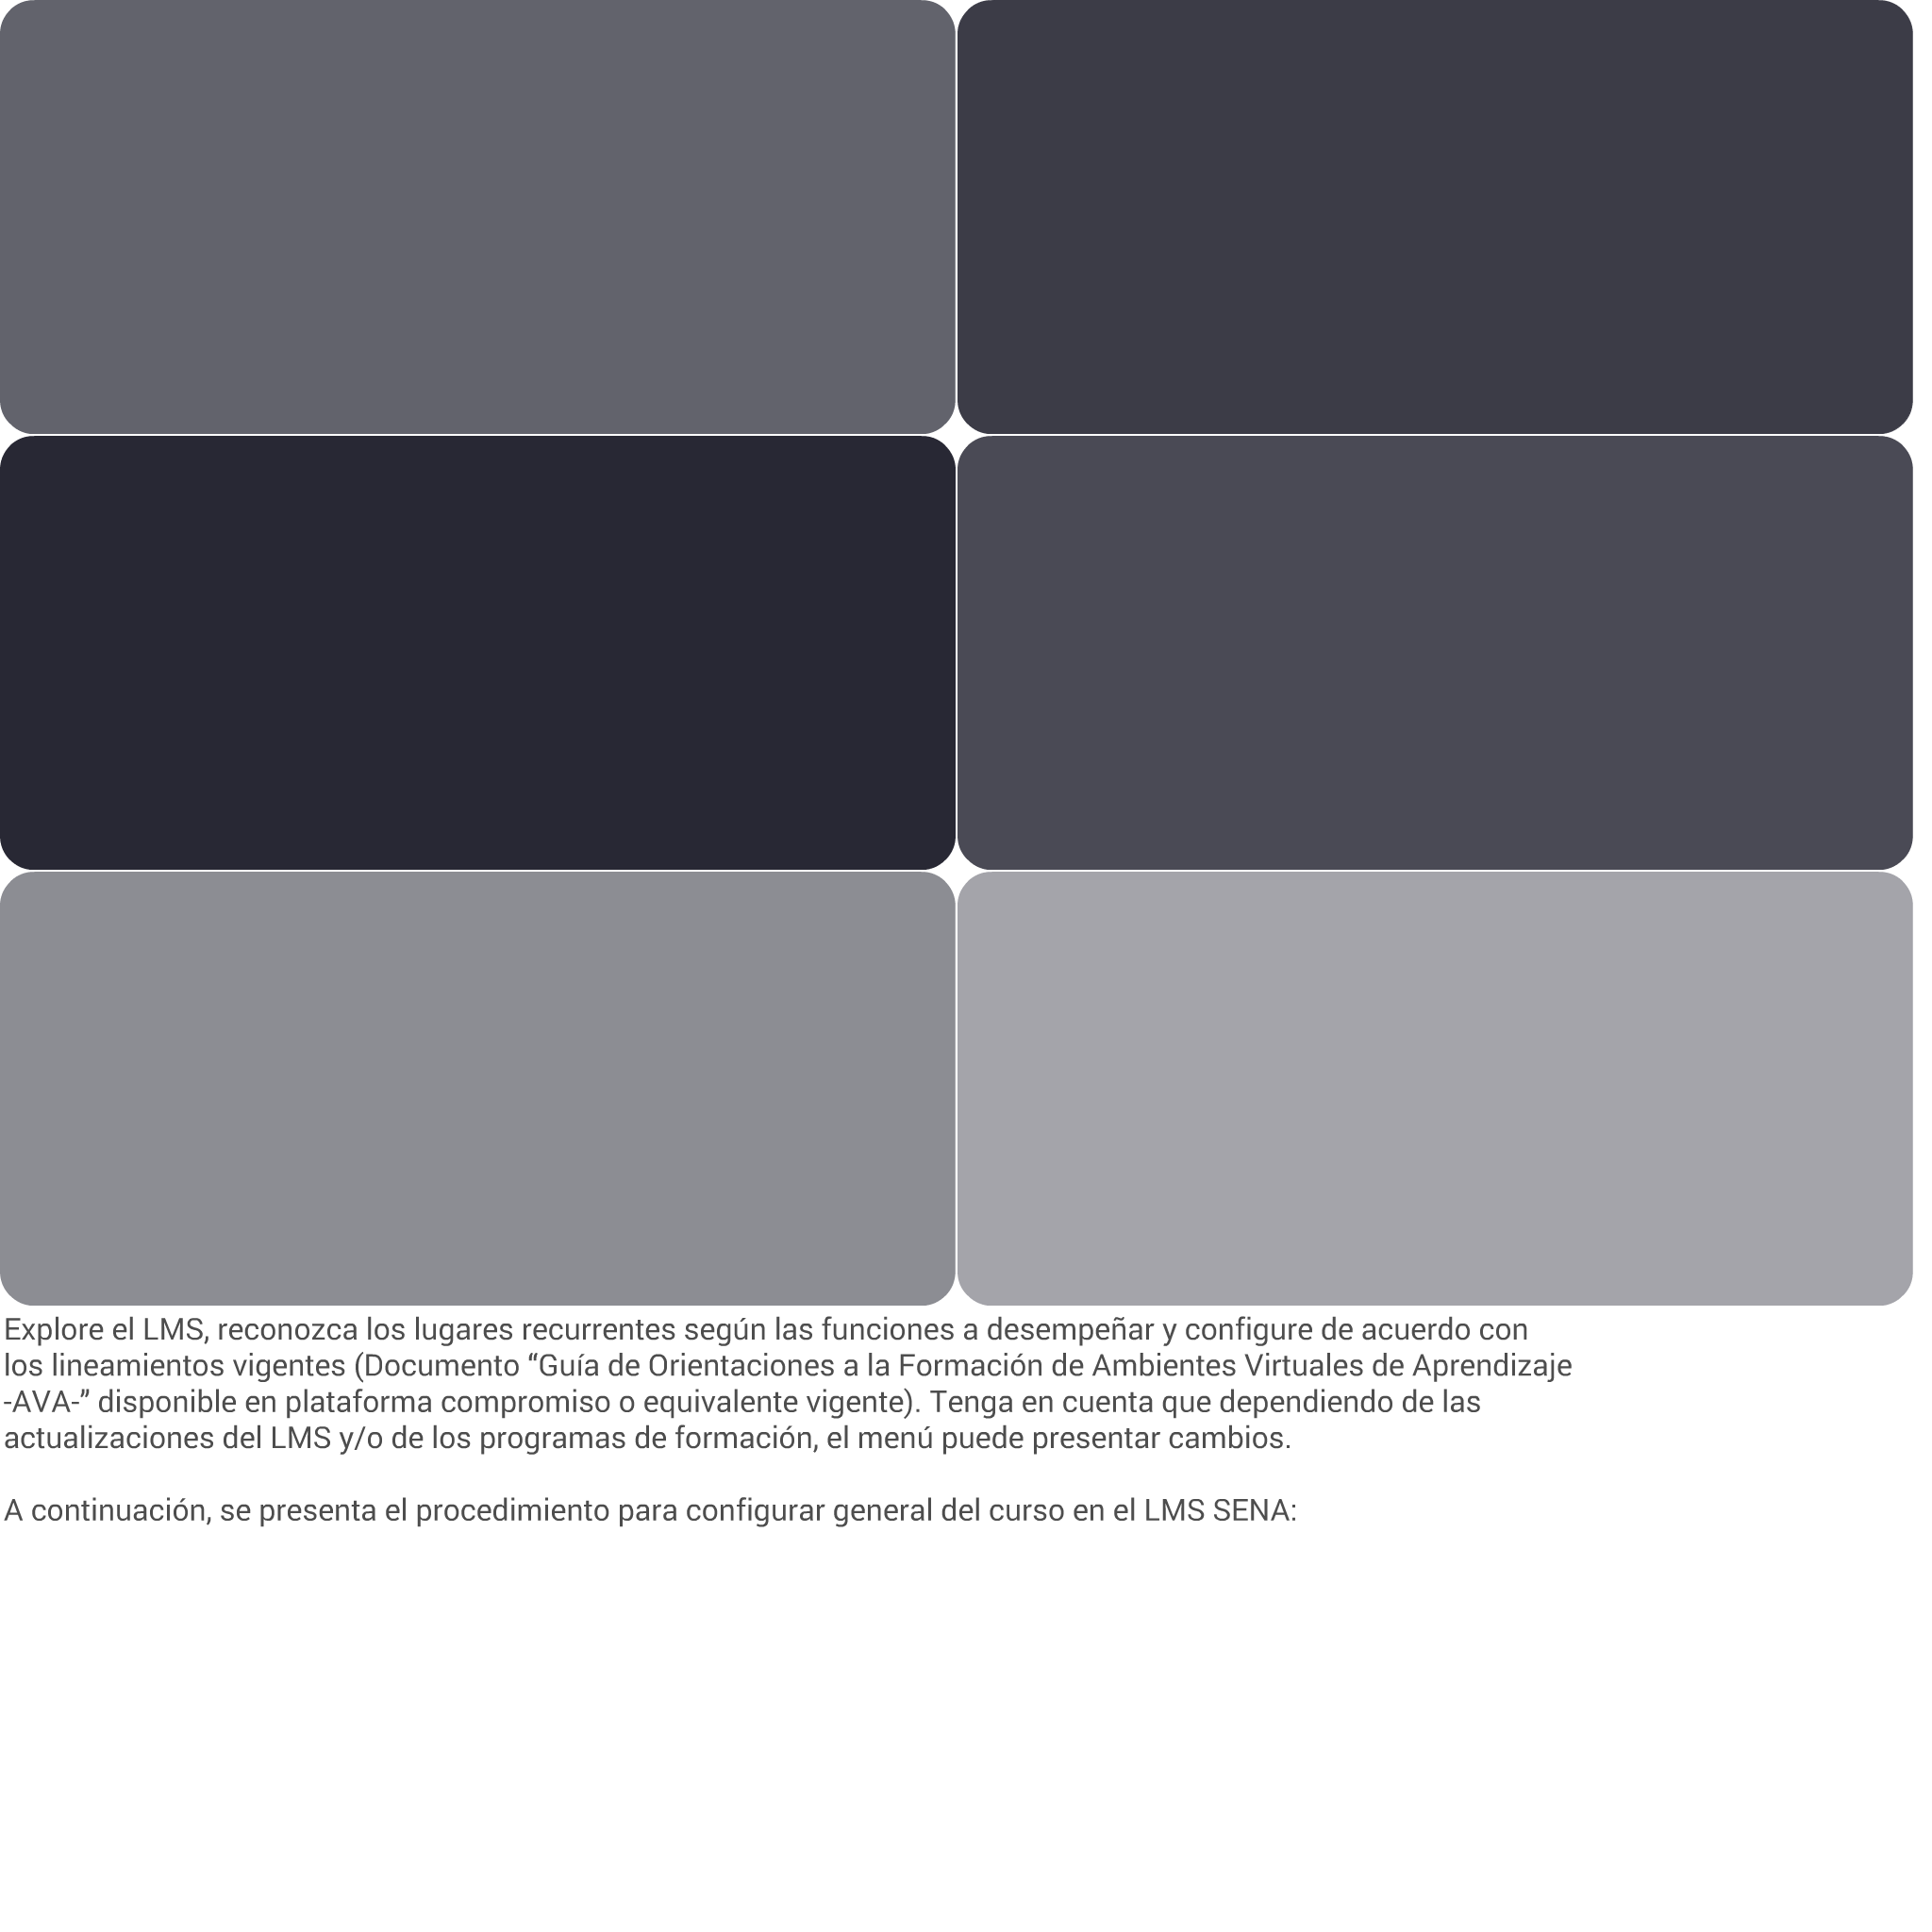 Explore el LMS, reconozca los lugares recurrentes según las funciones a desempeñar y configure de acuerdo con
los lineamientos vigentes (Documento “Guía de Orientaciones a la Formación de Ambientes Virtuales de Aprendizaje
-AVA-” disponible en plataforma compromiso o equivalente vigente). Tenga en cuenta que dependiendo de las
actualizaciones del LMS y/o de los programas de formación, el menú puede presentar cambios.
A continuación, se presenta el procedimiento para configurar general del curso en el LMS SENA: